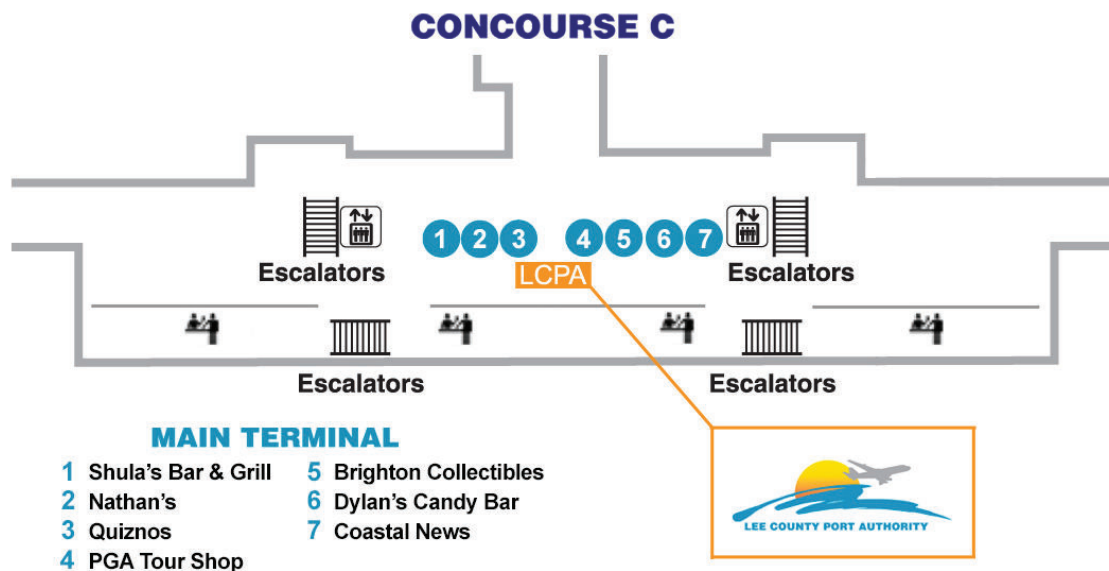 CONCOURSE C
1 2 3 4 5 6 7
Escalators
Escalators
LCPA
Escalators
Escalators
MAIN TERMINAL
1 Shula's Bar & Grill
2 Nathan's
3 Quiznos
4 PGA Tour Shop
5 Brighton Collectibles
6 Dylan's Candy Bar
7 Coastal News
LEE COUNTY PORT AUTHORITY